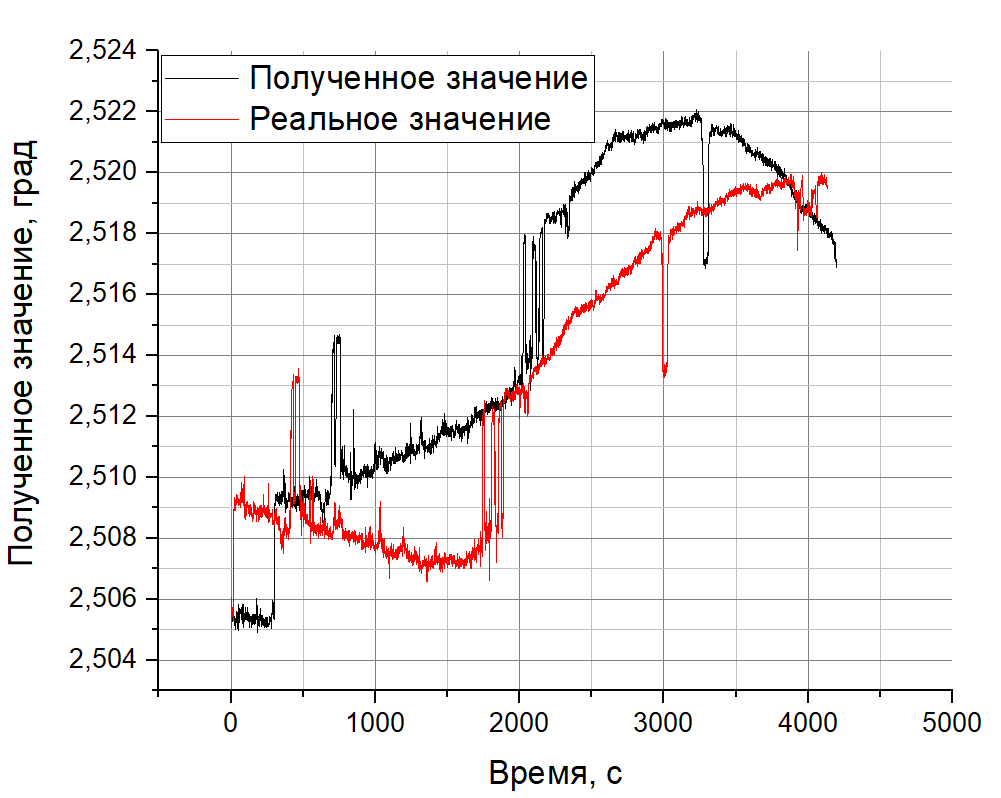 2,524
2,522
2,520
2,518
2,516
2,514
2,512
2,510
2,508
2,506
2,504
Полученное значение, град
Полученное значение
Реальное значение
0 1000 2000 3000 4000 5000
Время, с